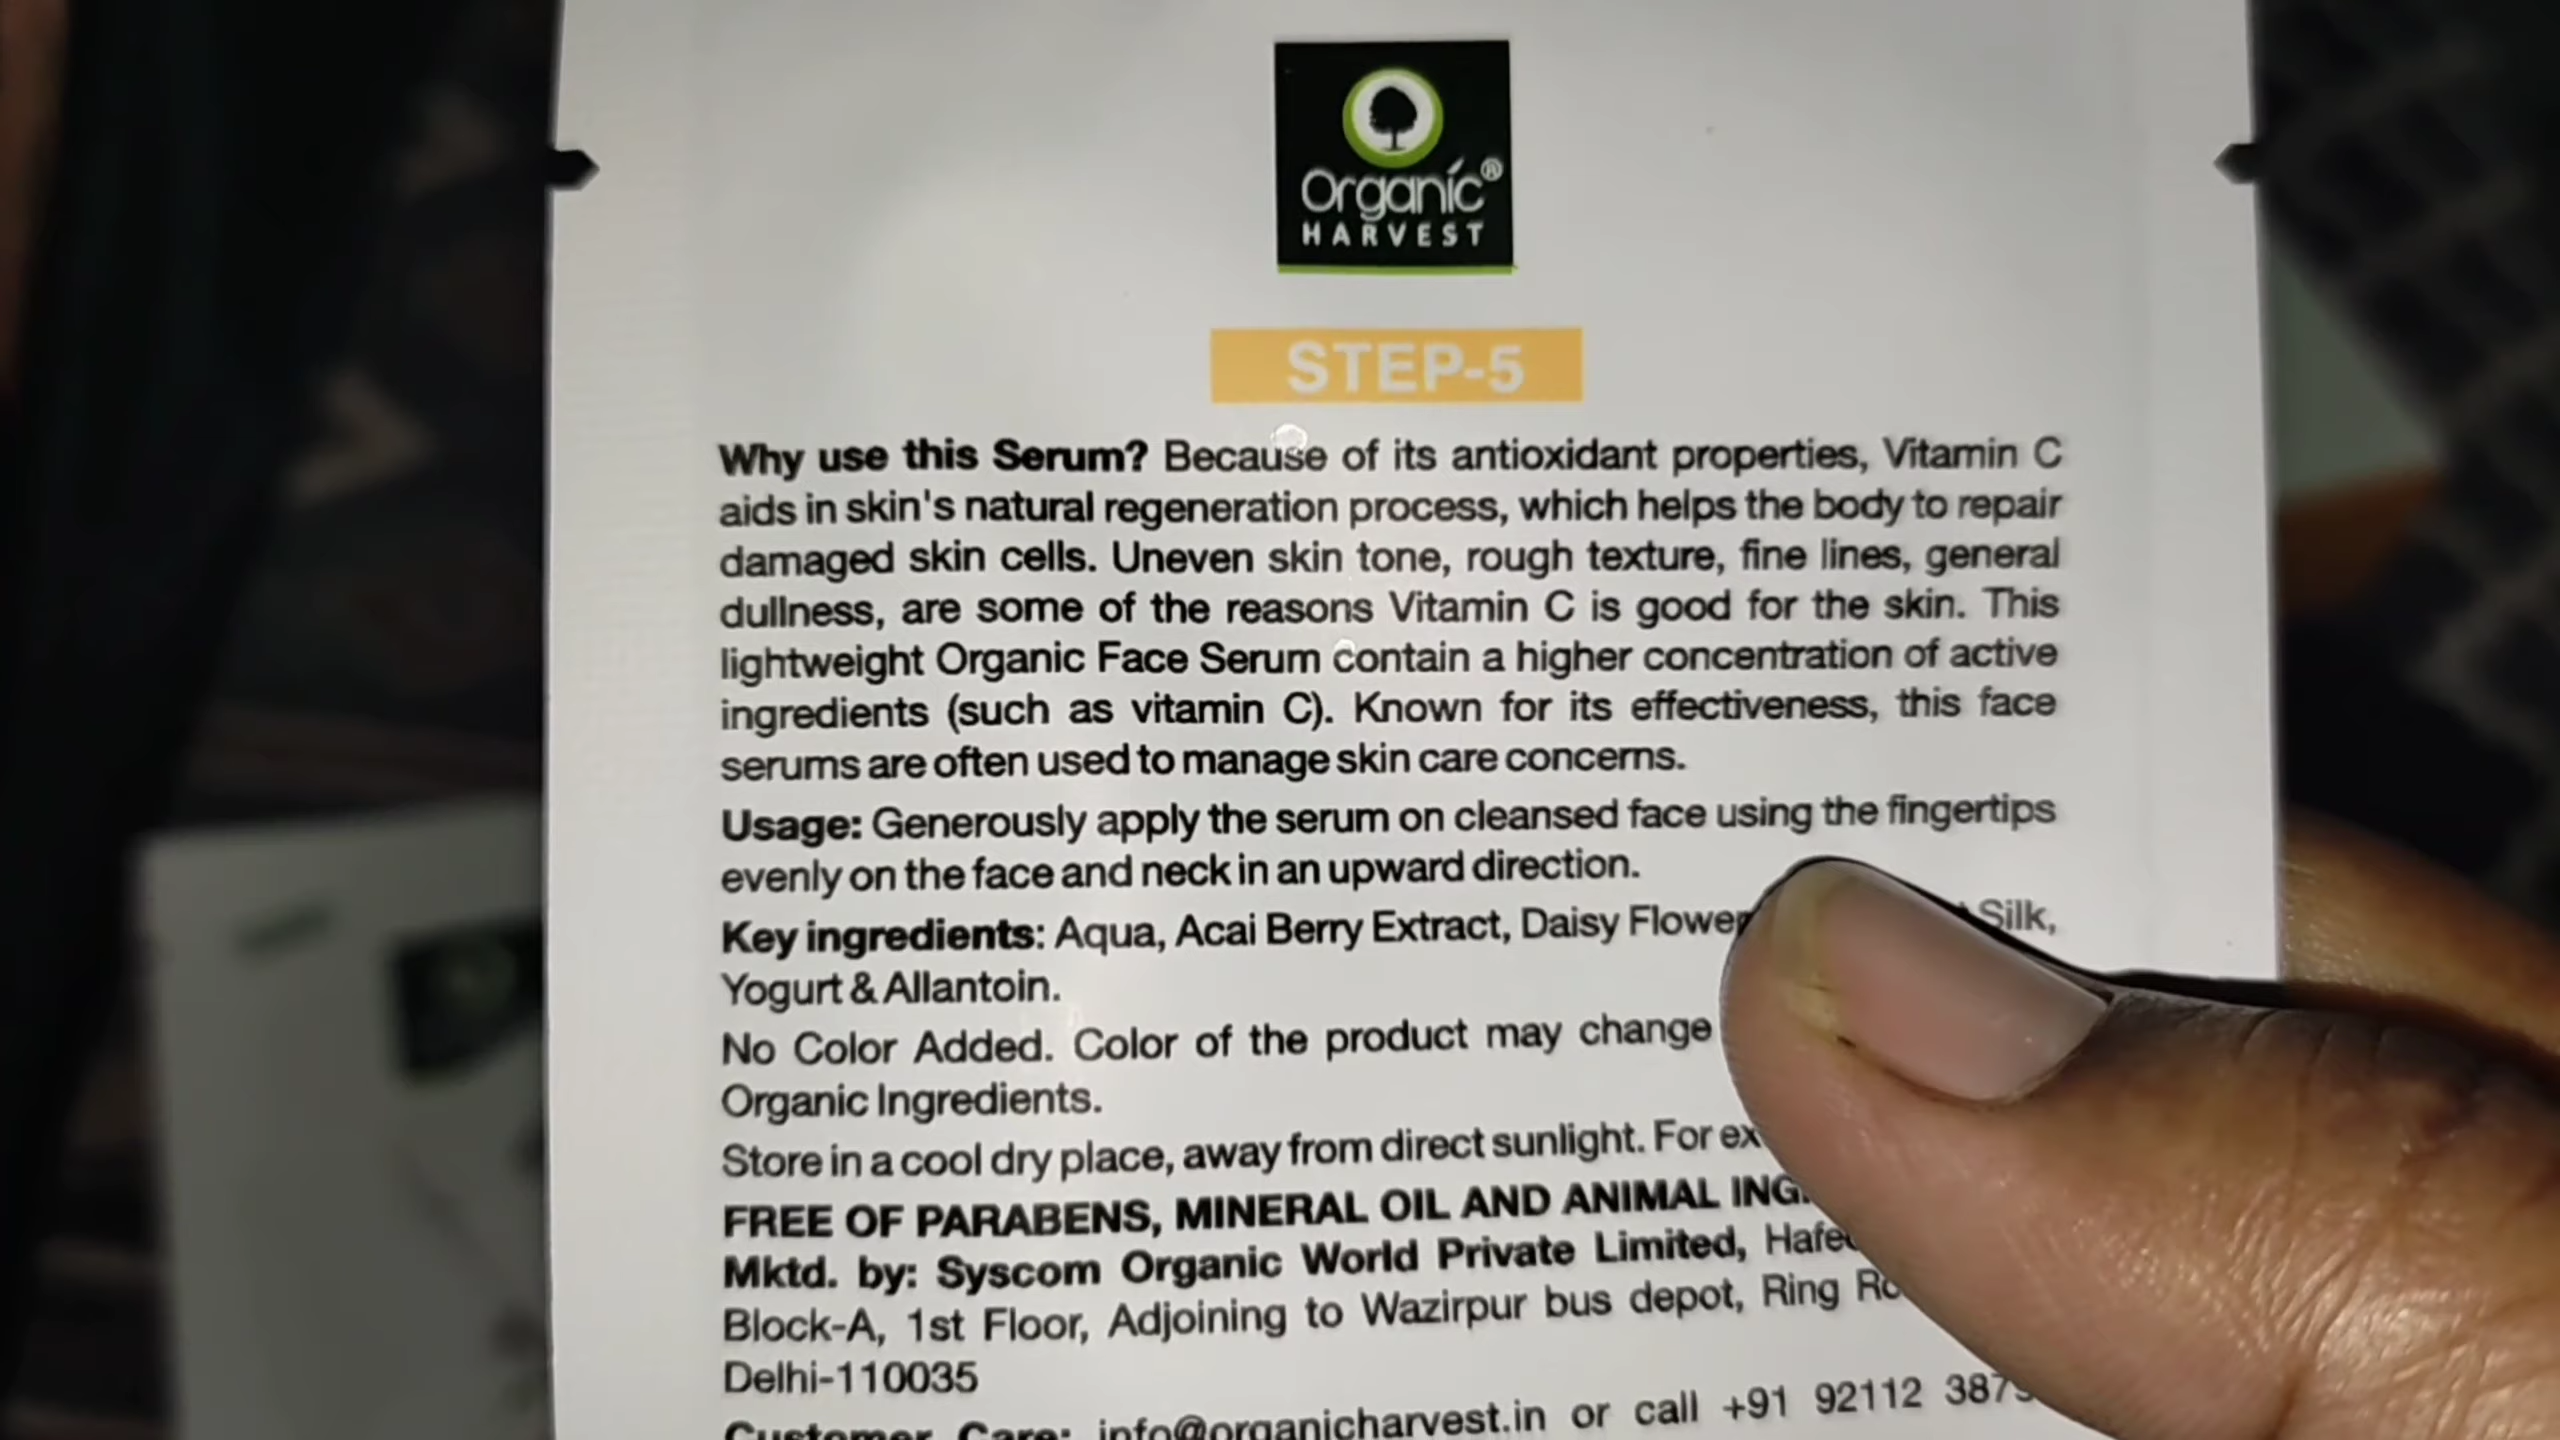 Organic®
HARVEST
STEP-5
Why use this Serum? Because of its antioxidant properties, Vitamin C
aids in skin's natural regeneration process, which helps the body to repair
damaged skin cells. Uneven skin tone, rough texture, fine lines, general
dullness, are some of the reasons Vitamin C is good for the skin. This
lightweight Organic Face Serum contain a higher concentration of active
ingredients (such as vitamin C). Known for its effectiveness, this face
serums are often used to manage skin care concerns.
Usage: Generously apply the serum on cleansed face using the fingertips
evenly on the face and neck in an upward direction.
Key ingredients: Aqua, Acai Berry Extract, Daisy Flower Silk,
Yogurt & Allantoin.
No Color Added. Color of the product may change
Organic Ingredients.
Store in a cool dry place, away from direct sunlight. For
FREE OF PARABENS, MINERAL OIL AND ANIMAL
Mktd. by: Syscom Organic World Private Limited,
Block-A, 1st Floor, Adjoining to Wazirpur bus depot, Ring
Delhi-110035
Customer Care: info@organicharvest.in or call +91 92112